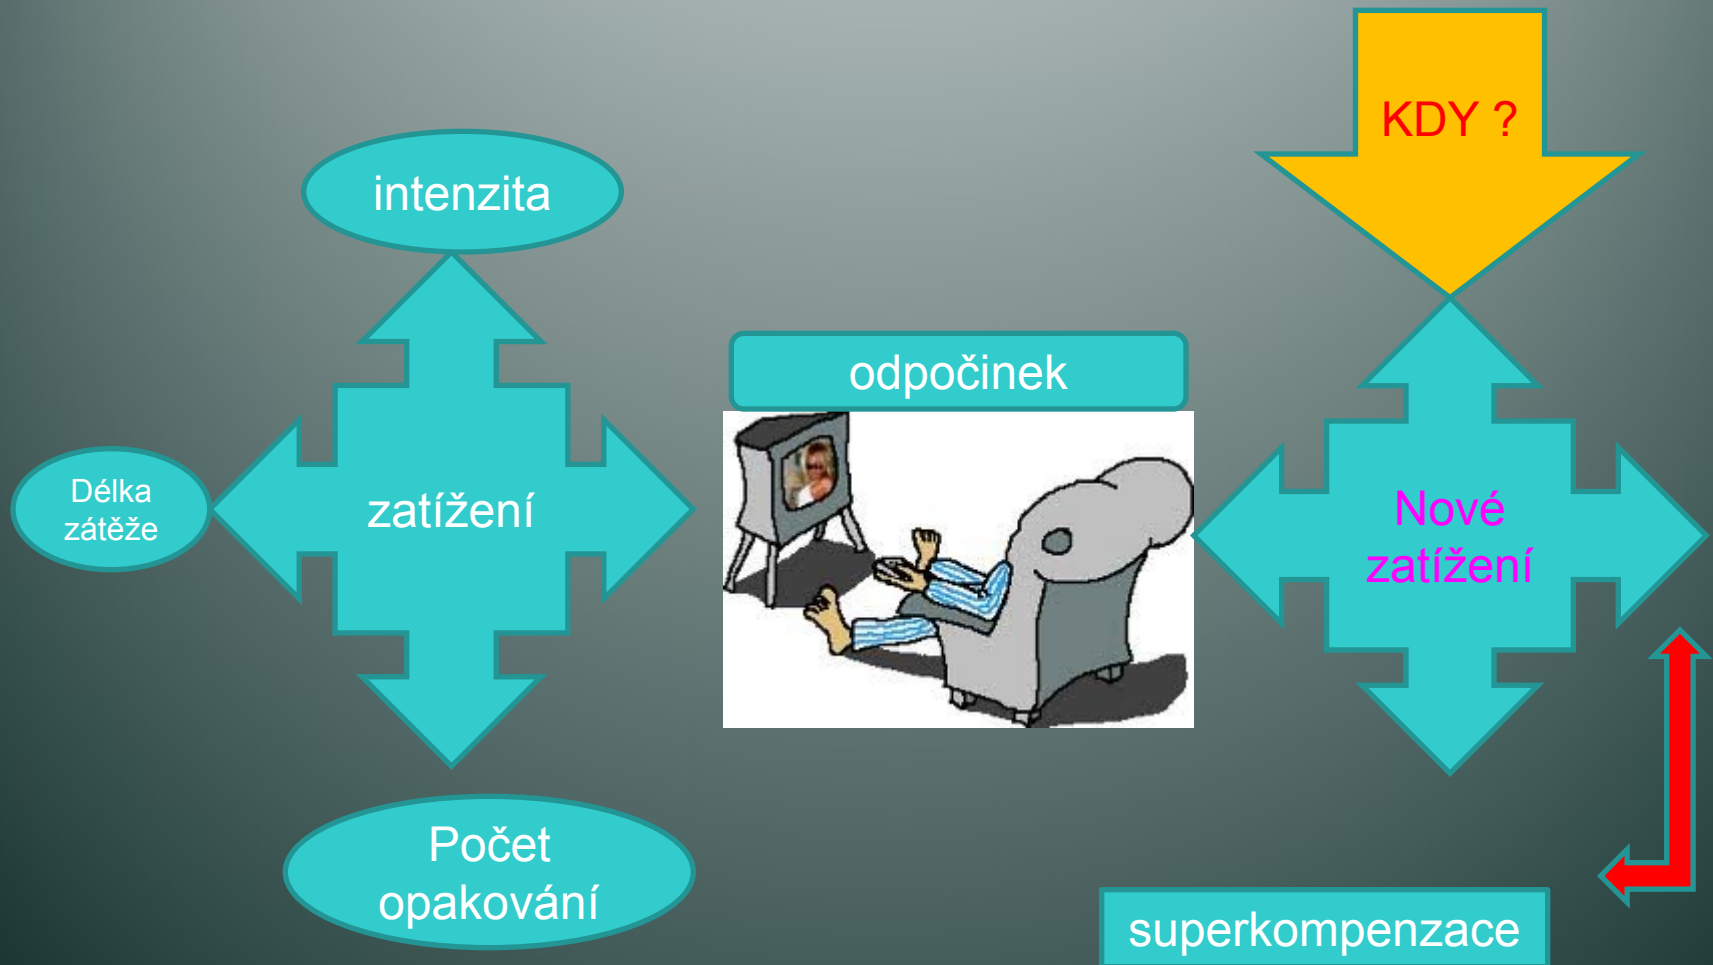 KDY ?
intenzita
odpočinek
Délka
zátěže
zatížení
Nové
zatížení
Počet
opakování
superkompenzace